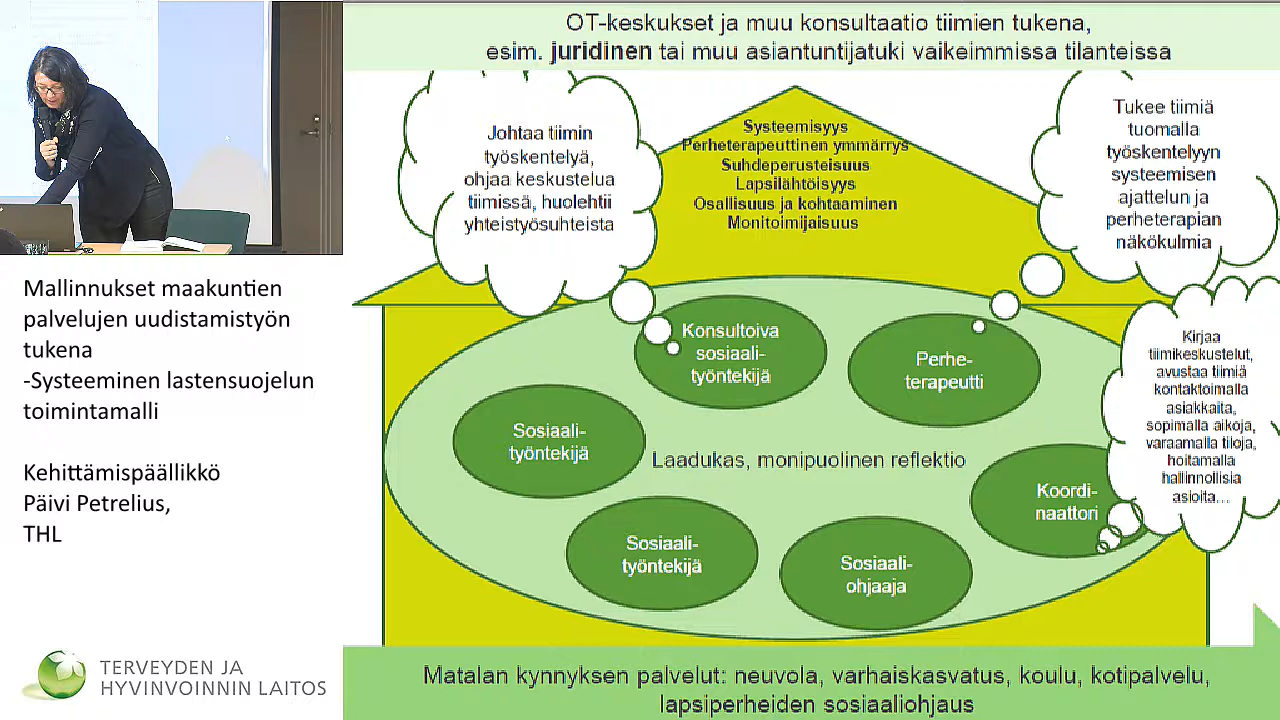 OT-keskukset ja muu konsultaatio tiimien tukena,
esim. juridinen tai muu asiantuntijatuki vaikeimmissa tilanteissa
Johtaa tiimin
työskentelyä,
ohjaa keskustelua
tiimissä, huolehtii
yhteistyösuhteista
Systeemisyys
Perheterapeuttinen ymmärrys
Suhdeperusteisuus
Lapsilähtöisyys
Osallisuus ja kohtaaminen
Monitoimijaisuus
Tukee tiimiä
tuomalla
työskentelyyn
systeemisen
ajattelun ja
perheterapian
näkökulmia
Kirjaa
tiimikeskustelut,
avustaa tiimiä
kontaktoimalla
asiakkaita,
sopimalla aikoja,
varaamalla tiloja,
hoitamalla
hallinnollisia
asioita...
Konsultoiva
sosiaali-
työntekijä
Perhe-
terapeutti
Sosiaali-
työntekijä
Laadukas, monipuolinen reflektio
Koordi-
naattori
Sosiaali-
työntekijä
Sosiaali-
ohjaaja
Matalan kynnyksen palvelut: neuvola, varhaiskasvatus, koulu, kotipalvelu,
lapsiperheiden sosiaaliohjaus
Mallinnukset maakuntien
palvelujen uudistamistyön
tukena
-Systeeminen lastensuojelun
toimintamalli
Kehittämispäällikkö
Päivi Petrelius,
THL
TERVEYDEN JA
HYVINVOINNIN LAITOS